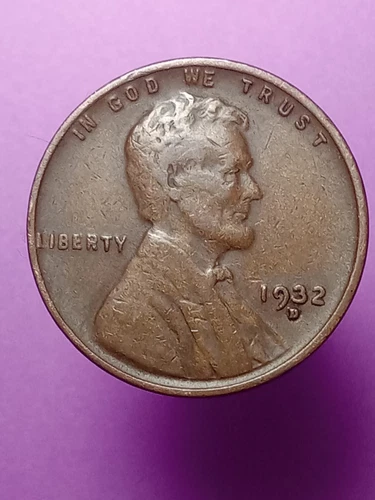 IN GOD WE TRUST
LIBERTY
1932
D